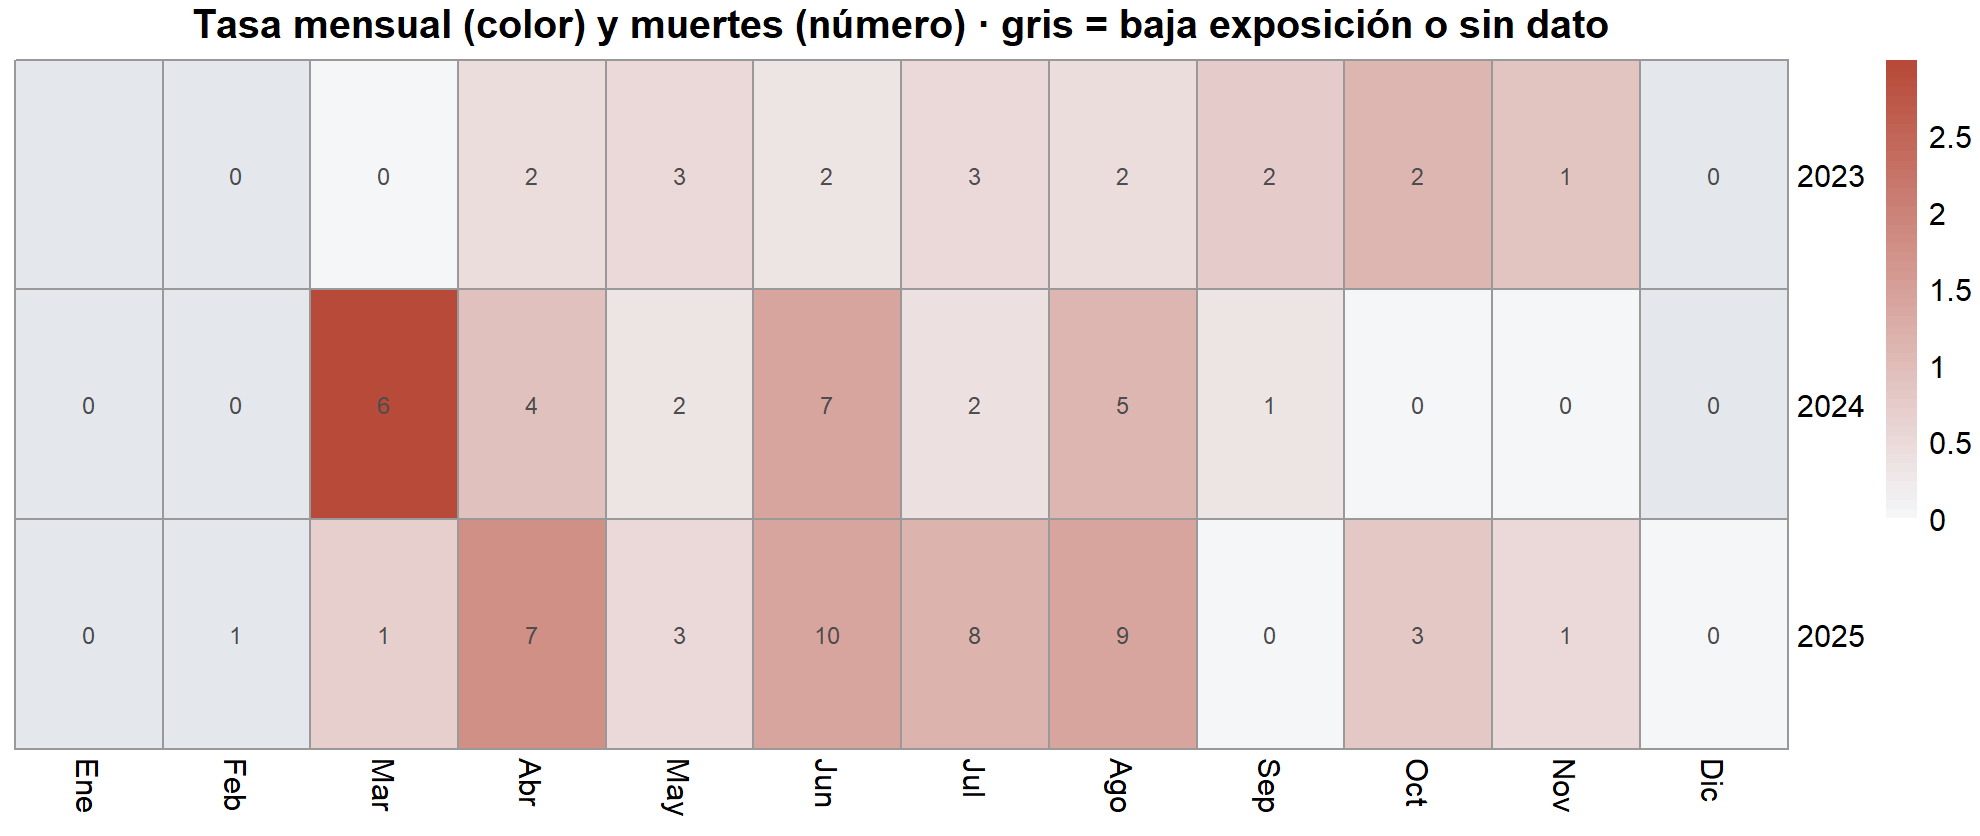 Tasa mensual (color) y muertes (número) · gris = baja exposición o sin dato
0 0 2 3 2 3 2 2 2 1 0 2023
0 0 6 4 2 7 2 5 1 0 0 0 2024
0 1 1 7 3 10 8 9 0 3 1 0 2025
Ene Feb Mar Abr May Jun Jul Ago Sep Oct Nov Dic
2.5
2
1.5
1
0.5
0